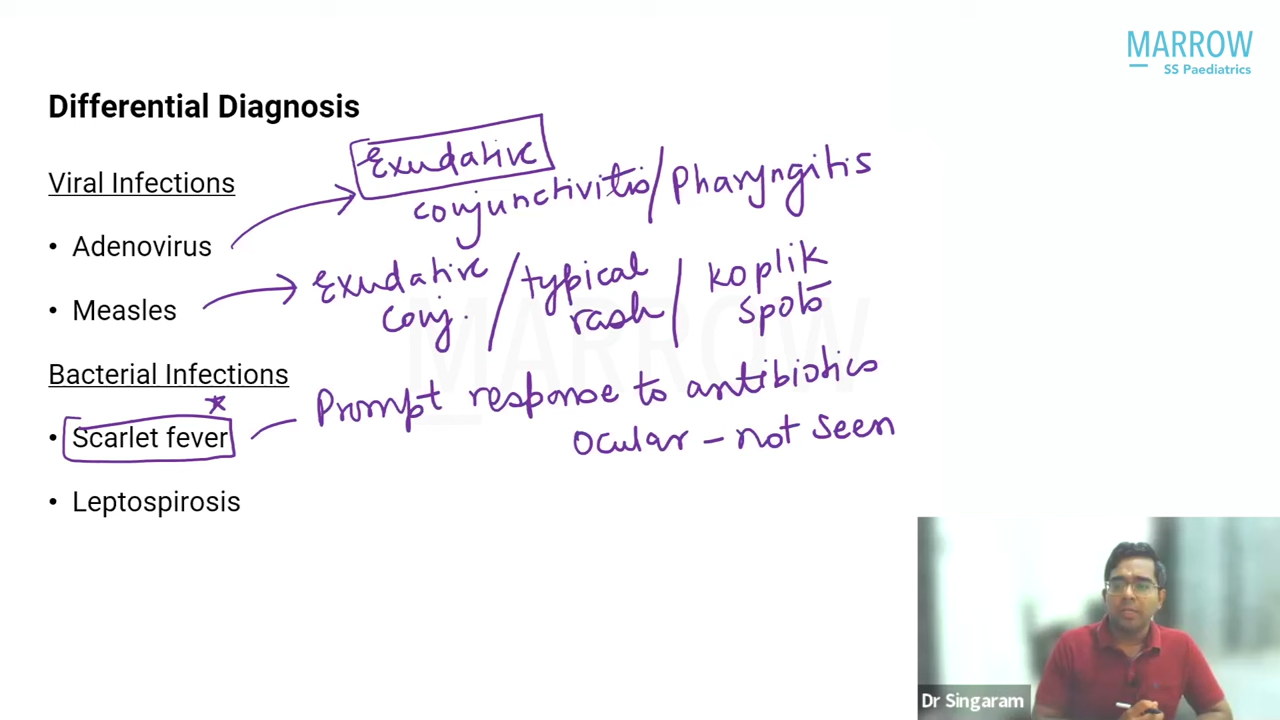 MARROW
SS Paediatrics
Differential Diagnosis
Viral Infections
Exudative
conjunctivitis/Pharyngitis
• Adenovirus
• Measles
Exudative conj. / typical rash / koplik spots
Bacterial Infections
• Scarlet fever
Prompt response to antibiotics
ocular - not seen
• Leptospirosis
MARROW
Dr Singaram